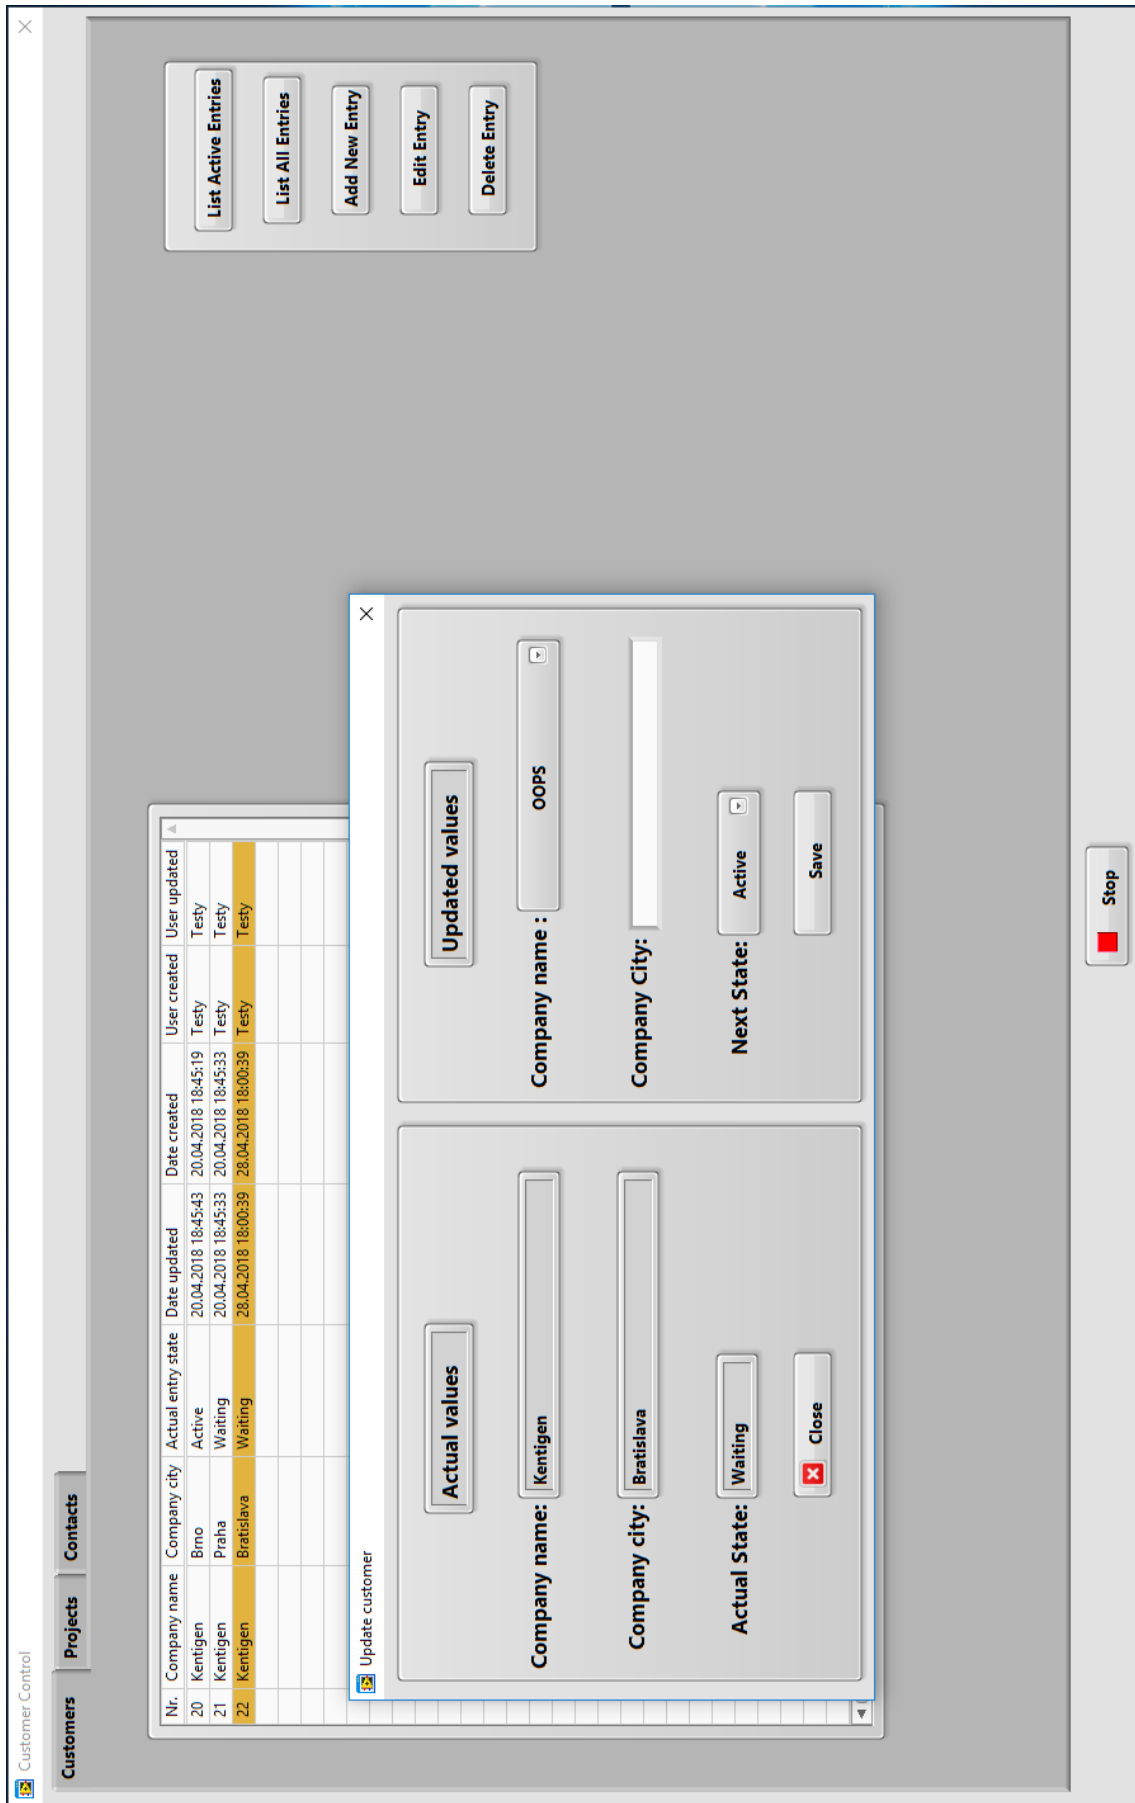 Customer Control
Customers Projects Contacts
Nr. Company name Company city Actual entry state Date updated Date created User created User updated
20 Kentigen Brno Active 20.04.2018 18:45:43 20.04.2018 18:45:19 Testy Testy
21 Kentigen Praha Waiting 20.04.2018 18:45:33 20.04.2018 18:45:33 Testy Testy
22 Kentigen Bratislava Waiting 28.04.2018 18:00:39 28.04.2018 18:00:39 Testy Testy
List Active Entries
List All Entries
Add New Entry
Edit Entry
Delete Entry
Update customer
Actual values
Company name: Kentigen
Company city: Bratislava
Actual State: Waiting
Close
Updated values
Company name : OOPS
Company City:
Next State: Active
Save
Stop